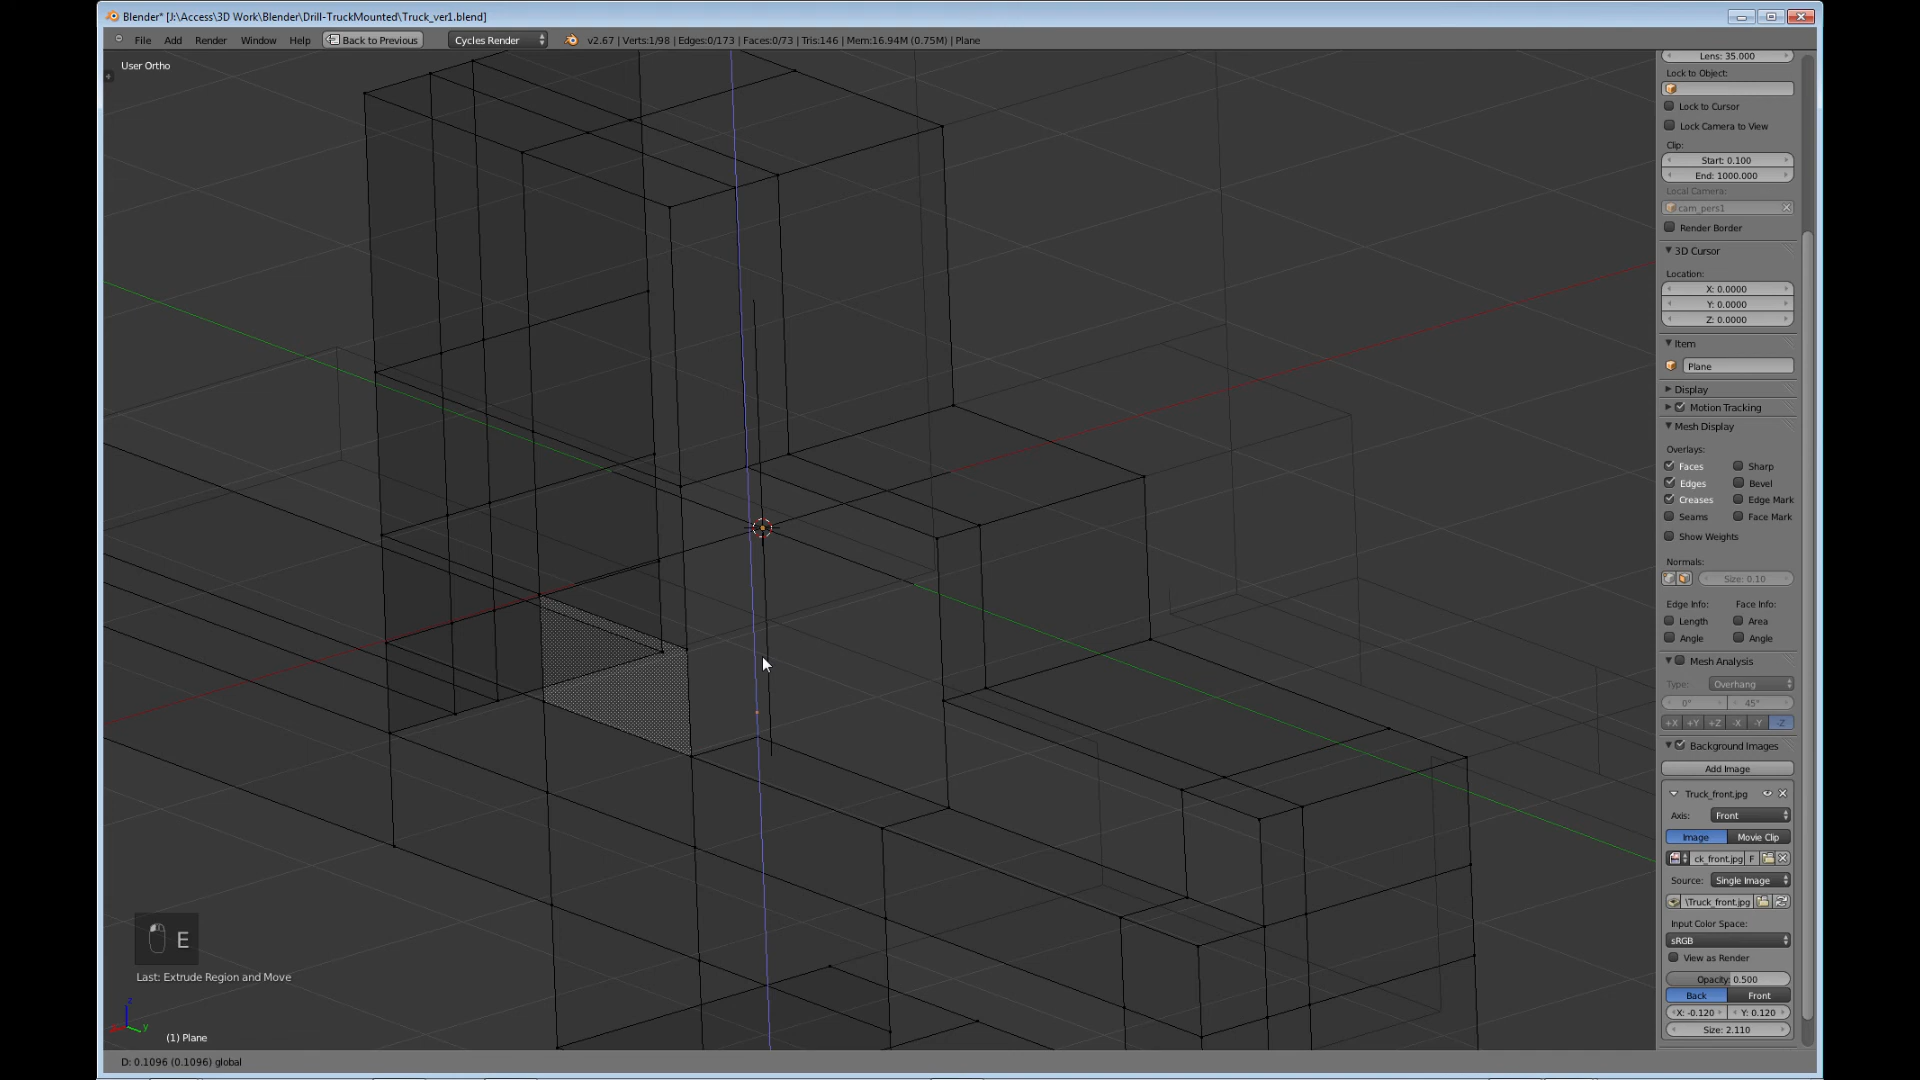 Blender* [J:\Access\3D Work\Blender\Drill-TruckMounted\Truck_ver1.blend]
File Add Render Window Help Back to Previous Cycles Render v2.67 | Verts:1/98 | Edges:0/173 | Faces:0/73 | Tris:146 | Mem:16.94M (0.75M) | Plane
User Ortho
Lens: 35.000
Lock to Object:
Lock to Cursor
Lock Camera to View
Clip:
Start: 0.100
End: 1000.000
Local Camera:
cam_pers1
Render Border
3D Cursor
Location:
X: 0.0000
Y: 0.0000
Z: 0.0000
Item
Plane
Display
Motion Tracking
Mesh Display
Overlays:
Faces Sharp
Edges Bevel
Creases Edge Mark
Seams Face Mark
Show Weights
Normals:
Size: 0.10
Edge Info: Face Info:
Length Area
Angle Angle
Mesh Analysis
Type: Overhang
0° 45°
+X +Y +Z -X -Y -Z
Background Images
Add Image
Truck_front.jpg
Axis: Front
Image Movie Clip
ck_front.jpg F
Source: Single Image
\Truck_front.jpg
Input Color Space:
sRGB
View as Render
Opacity: 0.500
Back Front
X: -0.120 Y: 0.120
Size: 2.110
E
Last: Extrude Region and Move
z
y
(1) Plane
D: 0.1096 (0.1096) global